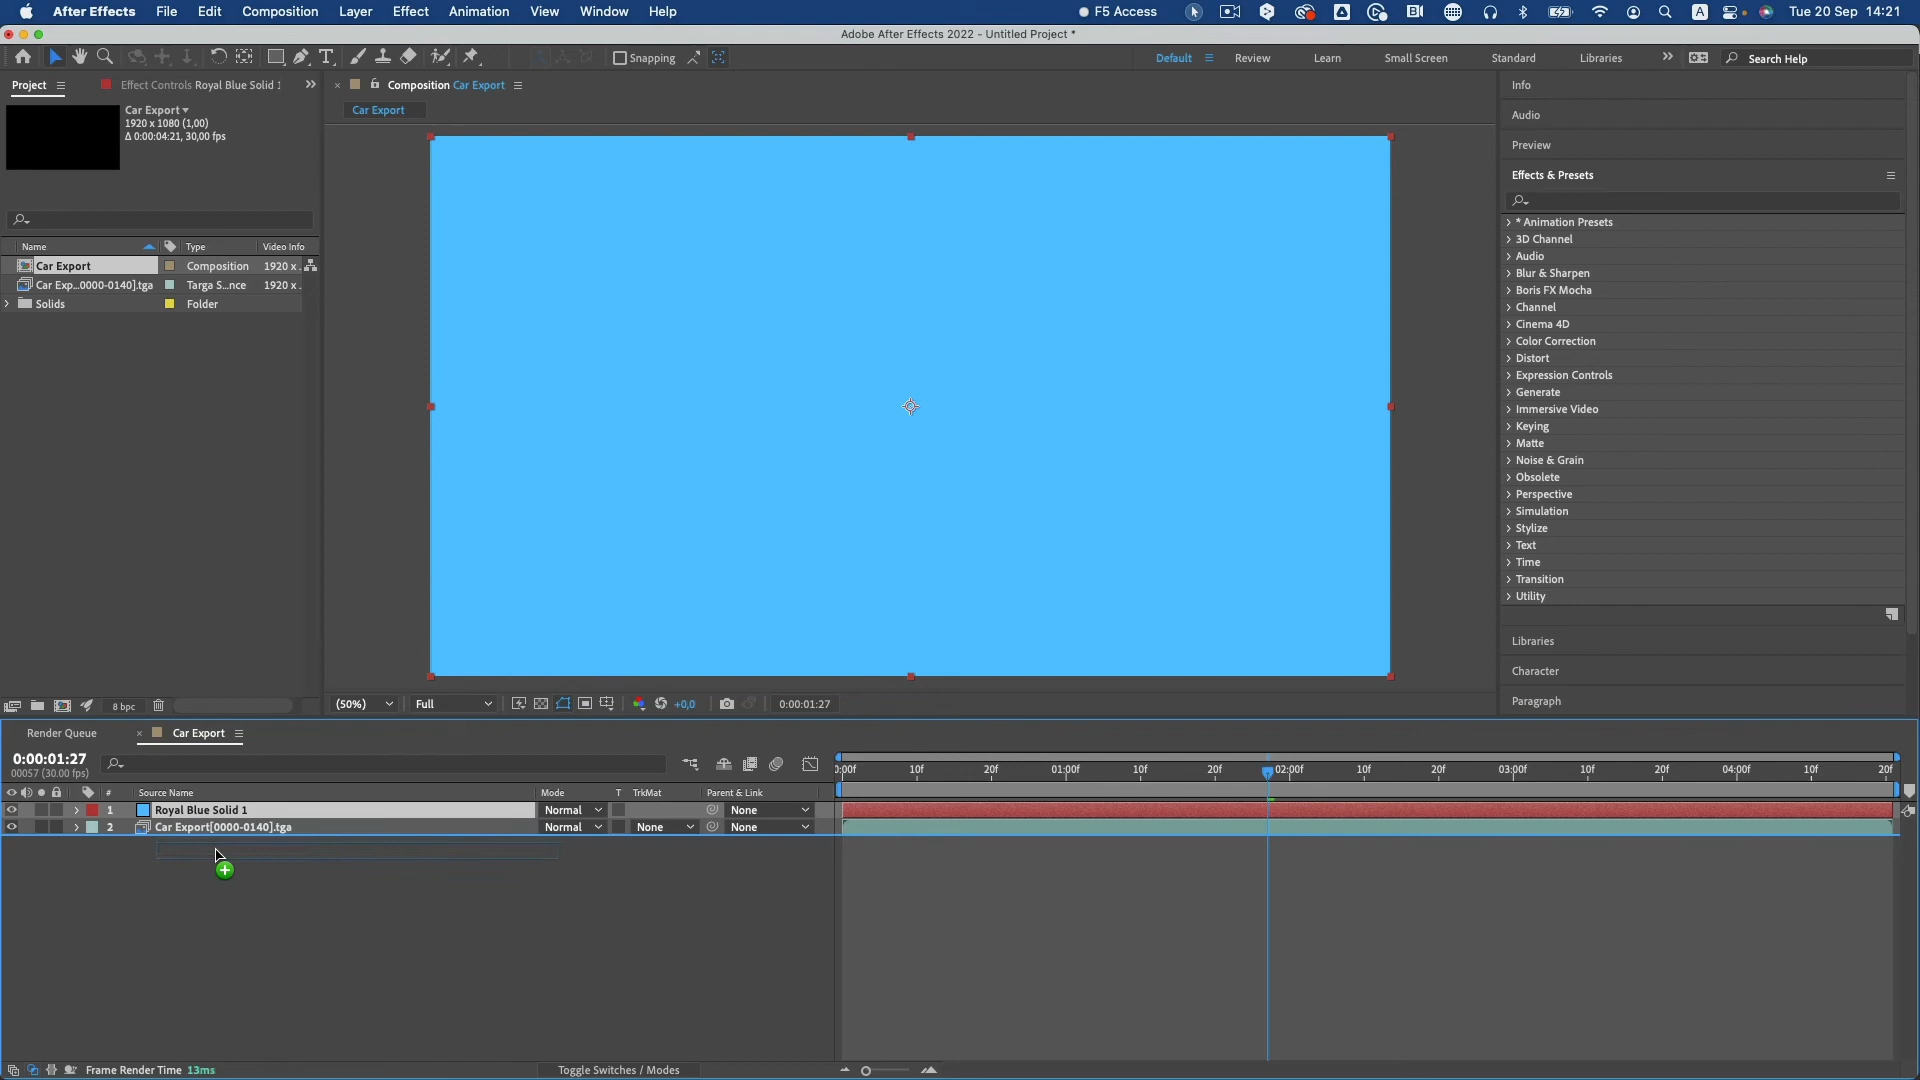 After Effects File Edit Composition Layer Effect Animation View Window Help
F5 Access
A
Tue 20 Sep 14:21
Adobe After Effects 2022 - Untitled Project *
Snapping
Default Review Learn Small Screen Standard Libraries
Search Help
Project
Effect Controls Royal Blue Solid 1
Car Export
1920 x 1080 (1,00)
Δ 0:00:04:21, 30,00 fps
Name Type Video Info
Car Export Composition 1920 x
Car Exp...0000-0140].tga Targa S...nce 1920 x
Solids Folder
8 bpc
Composition Car Export
Car Export
(50%) Full +0,0 0:00:01:27
Info
Audio
Preview
Effects & Presets
* Animation Presets
3D Channel
Audio
Blur & Sharpen
Boris FX Mocha
Channel
Cinema 4D
Color Correction
Distort
Expression Controls
Generate
Immersive Video
Keying
Matte
Noise & Grain
Obsolete
Perspective
Simulation
Stylize
Text
Time
Transition
Utility
Libraries
Character
Paragraph
Render Queue
Car Export
0:00:01:27
00057 (30.00 fps)
# Source Name Mode T TrkMat Parent & Link
:00f 10f 20f 01:00f 10f 20f 02:00f 10f 20f 03:00f 10f 20f 04:00f 10f 20f
1 Royal Blue Solid 1 Normal None
2 Car Export[0000-0140].tga Normal None None
Frame Render Time 13ms
Toggle Switches / Modes